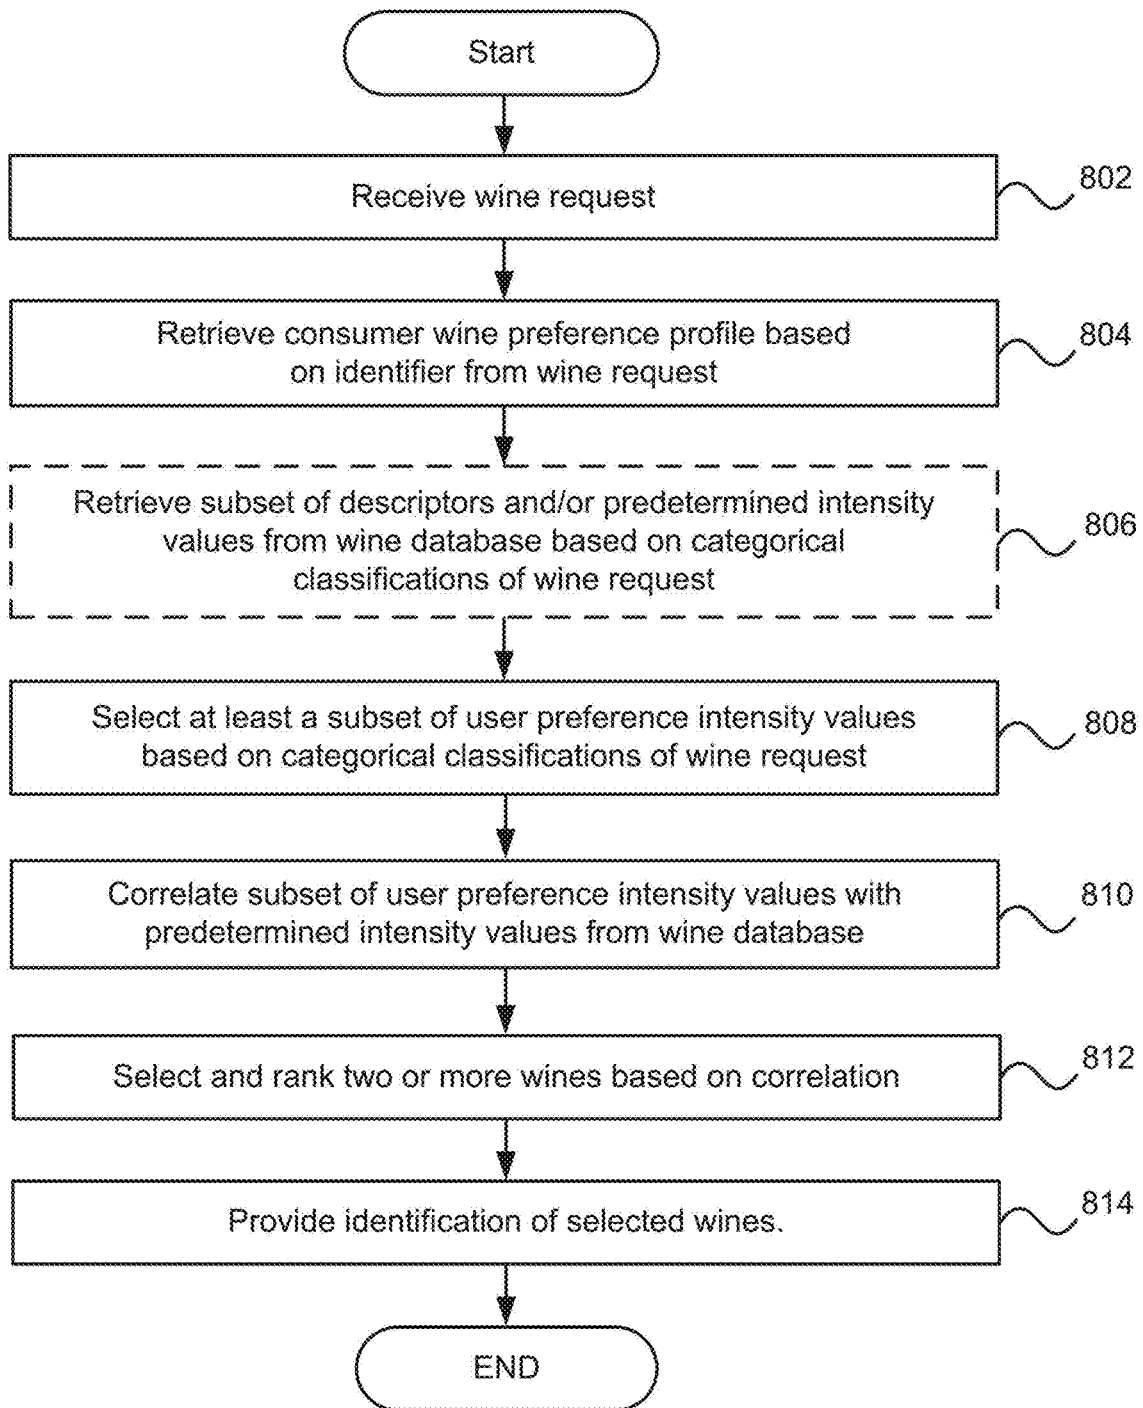 Start
Receive wine request
802
Retrieve consumer wine preference profile based
on identifier from wine request
804
Retrieve subset of descriptors and/or predetermined intensity
values from wine database based on categorical
classifications of wine request
806
Select at least a subset of user preference intensity values
based on categorical classifications of wine request
808
Correlate subset of user preference intensity values with
predetermined intensity values from wine database
810
Select and rank two or more wines based on correlation
812
Provide identification of selected wines.
814
END